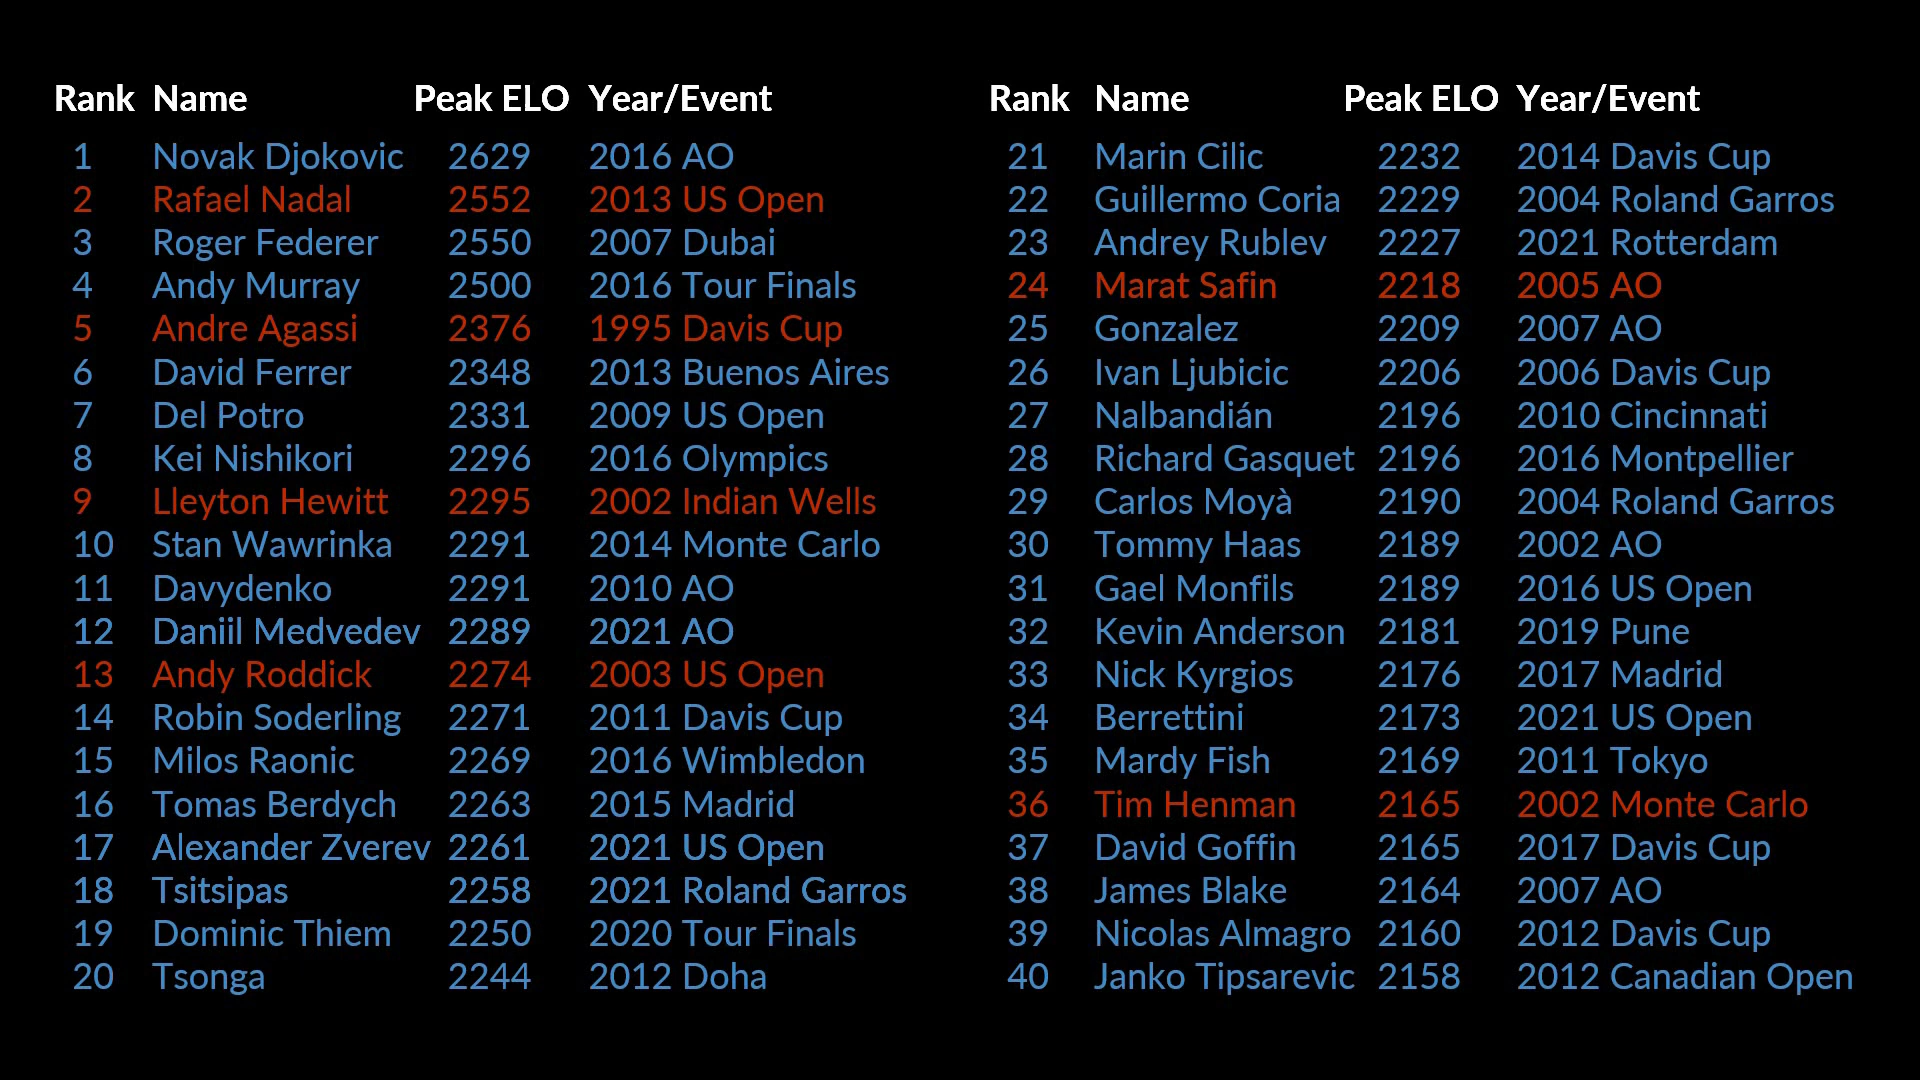 Rank Name Peak ELO Year/Event
1 Novak Djokovic 2629 2016 AO
2 Rafael Nadal 2552 2013 US Open
3 Roger Federer 2550 2007 Dubai
4 Andy Murray 2500 2016 Tour Finals
5 Andre Agassi 2376 1995 Davis Cup
6 David Ferrer 2348 2013 Buenos Aires
7 Del Potro 2331 2009 US Open
8 Kei Nishikori 2296 2016 Olympics
9 Lleyton Hewitt 2295 2002 Indian Wells
10 Stan Wawrinka 2291 2014 Monte Carlo
11 Davydenko 2291 2010 AO
12 Daniil Medvedev 2289 2021 AO
13 Andy Roddick 2274 2003 US Open
14 Robin Soderling 2271 2011 Davis Cup
15 Milos Raonic 2269 2016 Wimbledon
16 Tomas Berdych 2263 2015 Madrid
17 Alexander Zverev 2261 2021 US Open
18 Tsitsipas 2258 2021 Roland Garros
19 Dominic Thiem 2250 2020 Tour Finals
20 Tsonga 2244 2012 Doha
Rank Name Peak ELO Year/Event
21 Marin Cilic 2232 2014 Davis Cup
22 Guillermo Coria 2229 2004 Roland Garros
23 Andrey Rublev 2227 2021 Rotterdam
24 Marat Safin 2218 2005 AO
25 Gonzalez 2209 2007 AO
26 Ivan Ljubicic 2206 2006 Davis Cup
27 Nalbandián 2196 2010 Cincinnati
28 Richard Gasquet 2196 2016 Montpellier
29 Carlos Moyà 2190 2004 Roland Garros
30 Tommy Haas 2189 2002 AO
31 Gael Monfils 2189 2016 US Open
32 Kevin Anderson 2181 2019 Pune
33 Nick Kyrgios 2176 2017 Madrid
34 Berrettini 2173 2021 US Open
35 Mardy Fish 2169 2011 Tokyo
36 Tim Henman 2165 2002 Monte Carlo
37 David Goffin 2165 2017 Davis Cup
38 James Blake 2164 2007 AO
39 Nicolas Almagro 2160 2012 Davis Cup
40 Janko Tipsarevic 2158 2012 Canadian Open